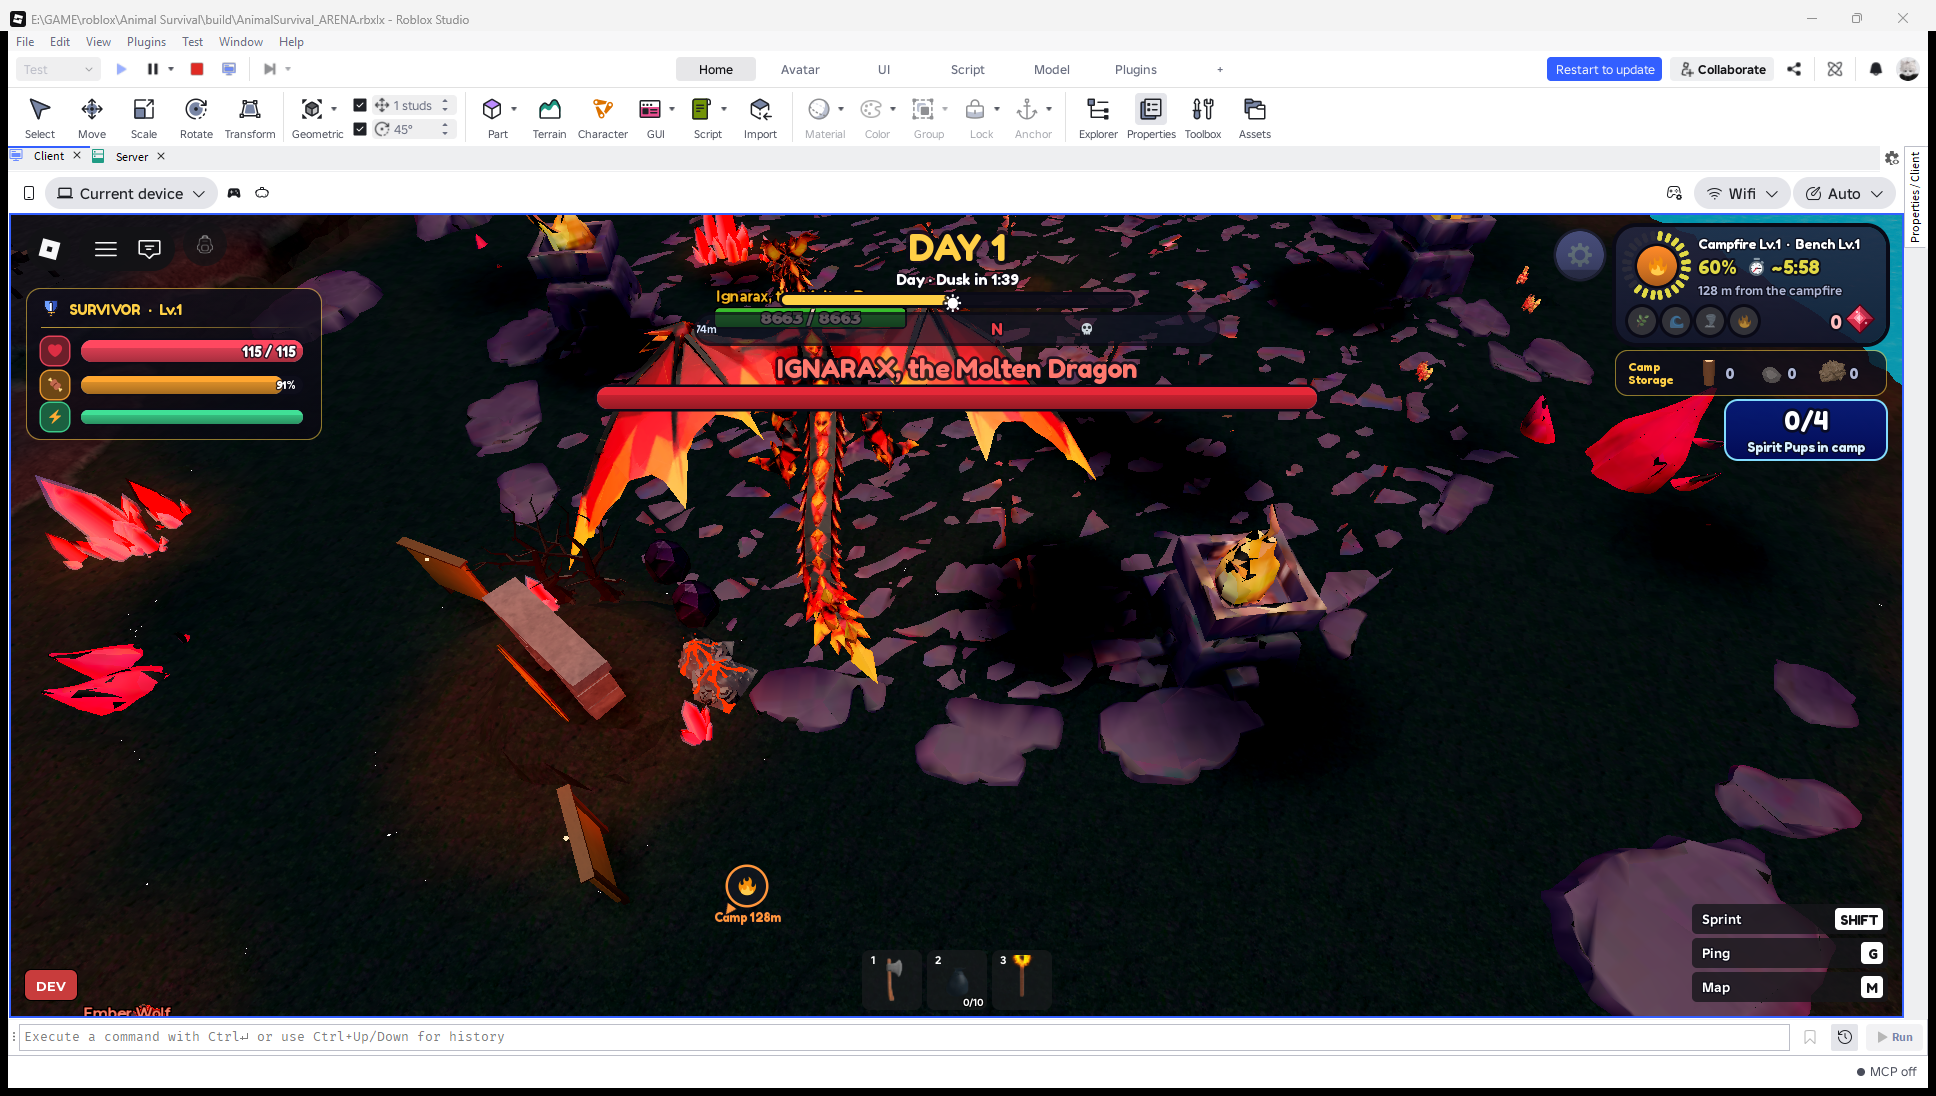 E:\GAME\roblox\Animal Survival\build\AnimalSurvival_ARENA.rbxlx - Roblox Studio
File Edit View Plugins Test Window Help
Test
Home Avatar UI Script Model Plugins +
Restart to update
Collaborate
Select Move Scale Rotate Transform Geometric
1 studs
45°
Part Terrain Character GUI Script Import Material Color Group Lock Anchor Explorer Properties Toolbox Assets
Client Server
Properties / Client
Current device
Wifi
Auto
DAY 1
Day · Dusk in 1:39
8663 / 8663
74m
N
IGNARAX, the Molten Dragon
SURVIVOR · Lv.1
115 / 115
91%
Campfire Lv.1 · Bench Lv.1
60% ~5:58
128 m from the campfire
0
Camp Storage
0 0 0
0/4
Spirit Pups in camp
Camp 128m
1 2 3
0/10
Sprint SHIFT
Ping G
Map M
DEV
Ember Wolf
Execute a command with Ctrl↵ or use Ctrl+Up/Down for history
Run
MCP off